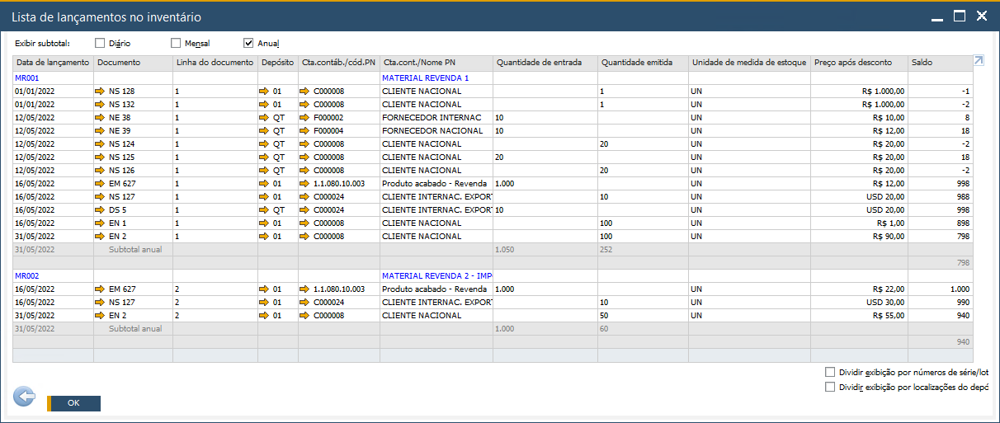 Lista de lançamentos no inventário
Exibir subtotal: Diário Mensal Anual
Data de lançamento Documento Linha do documento Depósito Cta.contáb./cód.PN Cta.cont./Nome PN Quantidade de entrada Quantidade emitida Unidade de medida de estoque Preço após desconto Saldo
MR001 MATERIAL REVENDA 1
01/01/2022 NS 128 1 01 C000008 CLIENTE NACIONAL 1 UN R$ 1.000,00 -1
01/01/2022 NS 132 1 01 C000008 CLIENTE NACIONAL 1 UN R$ 1.000,00 -2
12/05/2022 NE 38 1 QT F000002 FORNECEDOR INTERNAC 10 UN R$ 10,00 8
12/05/2022 NE 39 1 QT F000004 FORNECEDOR NACIONAL 10 UN R$ 12,00 18
12/05/2022 NS 124 1 QT C000008 CLIENTE NACIONAL 20 UN R$ 20,00 -2
12/05/2022 NS 125 1 QT C000008 CLIENTE NACIONAL 20 UN R$ 20,00 18
12/05/2022 NS 126 1 QT C000008 CLIENTE NACIONAL 20 UN R$ 20,00 -2
16/05/2022 EM 627 1 01 1.1.080.10.003 Produto acabado - Revenda 1.000 UN R$ 12,00 998
16/05/2022 NS 127 1 01 C000024 CLIENTE INTERNAC. EXPORT 10 UN USD 20,00 988
16/05/2022 DS 5 1 QT C000024 CLIENTE INTERNAC. EXPORT 10 UN USD 20,00 998
16/05/2022 EN 1 1 01 C000008 CLIENTE NACIONAL 100 UN R$ 1,00 898
16/05/2022 EN 2 1 01 C000008 CLIENTE NACIONAL 100 UN R$ 90,00 798
31/05/2022 Subtotal anual 1.050 252
798
MR002 MATERIAL REVENDA 2 - IMPO
16/05/2022 EM 627 2 01 1.1.080.10.003 Produto acabado - Revenda 1.000 UN R$ 22,00 1.000
16/05/2022 NS 127 2 01 C000024 CLIENTE INTERNAC. EXPORT 10 UN USD 30,00 990
31/05/2022 EN 2 2 01 C000008 CLIENTE NACIONAL 50 UN R$ 55,00 940
31/05/2022 Subtotal anual 1.000 60
940
Dividir exibição por números de série/lot
Dividir exibição por localizações do depó
OK